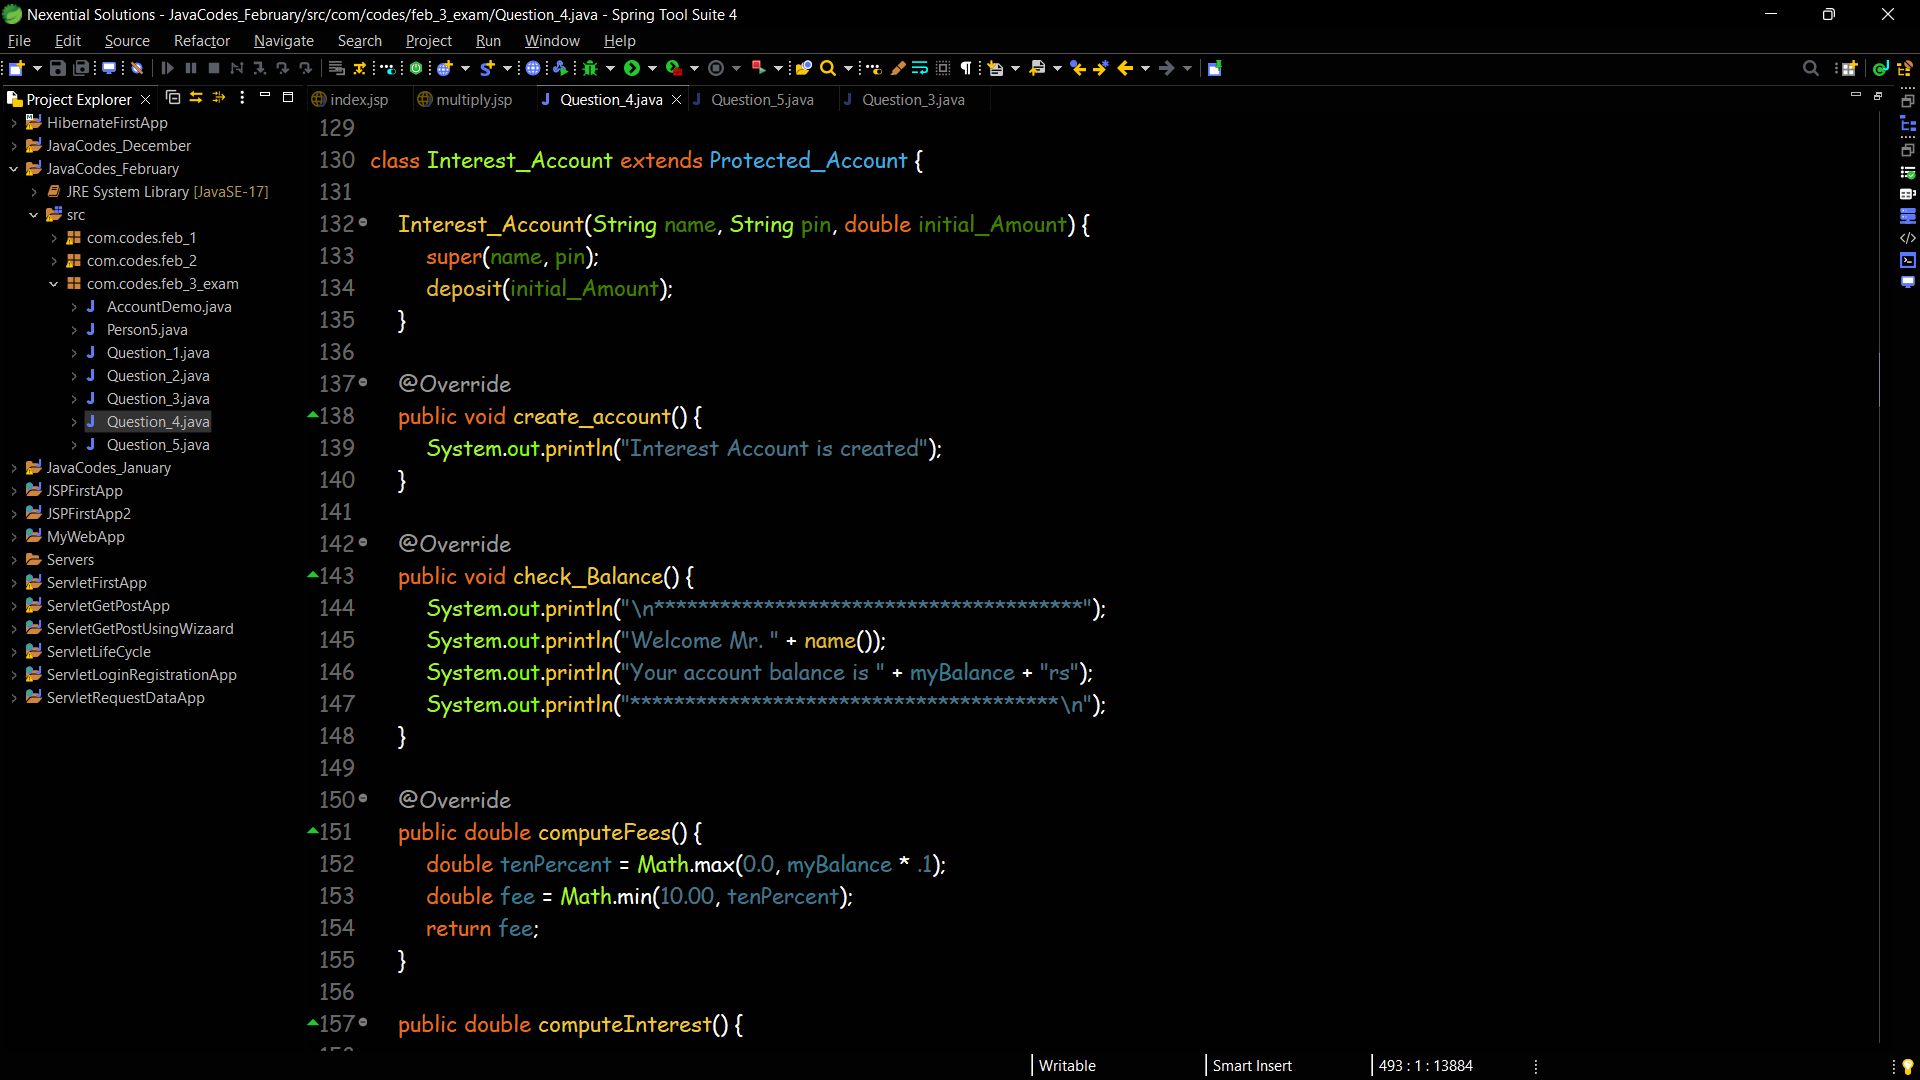 Nexential Solutions - JavaCodes_February/src/com/codes/feb_3_exam/Question_4.java - Spring Tool Suite 4
File Edit Source Refactor Navigate Search Project Run Window Help
Project Explorer
HibernateFirstApp
JavaCodes_December
JavaCodes_February
JRE System Library [JavaSE-17]
src
com.codes.feb_1
com.codes.feb_2
com.codes.feb_3_exam
AccountDemo.java
Person5.java
Question_1.java
Question_2.java
Question_3.java
Question_4.java
Question_5.java
JavaCodes_January
JSPFirstApp
JSPFirstApp2
MyWebApp
Servers
ServletFirstApp
ServletGetPostApp
ServletGetPostUsingWizaard
ServletLifeCycle
ServletLoginRegistrationApp
ServletRequestDataApp
index.jsp multiply.jsp Question_4.java Question_5.java Question_3.java
129
130 class Interest_Account extends Protected_Account {
131
132 Interest_Account(String name, String pin, double initial_Amount) {
133 super(name, pin);
134 deposit(initial_Amount);
135 }
136
137 @Override
138 public void create_account() {
139 System.out.println("Interest Account is created");
140 }
141
142 @Override
143 public void check_Balance() {
144 System.out.println("\n***************************************");
145 System.out.println("Welcome Mr. " + name());
146 System.out.println("Your account balance is " + myBalance + "rs");
147 System.out.println("***************************************\n");
148 }
149
150 @Override
151 public double computeFees() {
152 double tenPercent = Math.max(0.0, myBalance * .1);
153 double fee = Math.min(10.00, tenPercent);
154 return fee;
155 }
156
157 public double computeInterest() {
Writable Smart Insert 493 : 1 : 13884